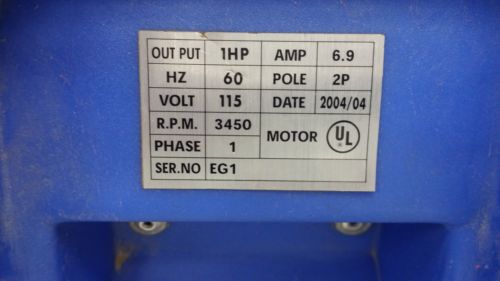 OUT PUT 1HP AMP 6.9
HZ 60 POLE 2P
VOLT 115 DATE 2004/04
R.P.M. 3450
MOTOR UL
PHASE 1
SER.NO EG1